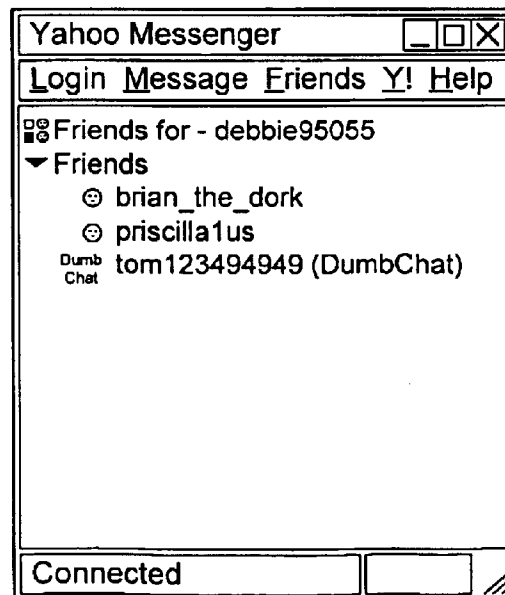 Yahoo Messenger
Login Message Friends Y! Help
Friends for - debbie95055
Friends
brian_the_dork
priscilla1us
Dumb Chat tom123494949 (DumbChat)
Connected